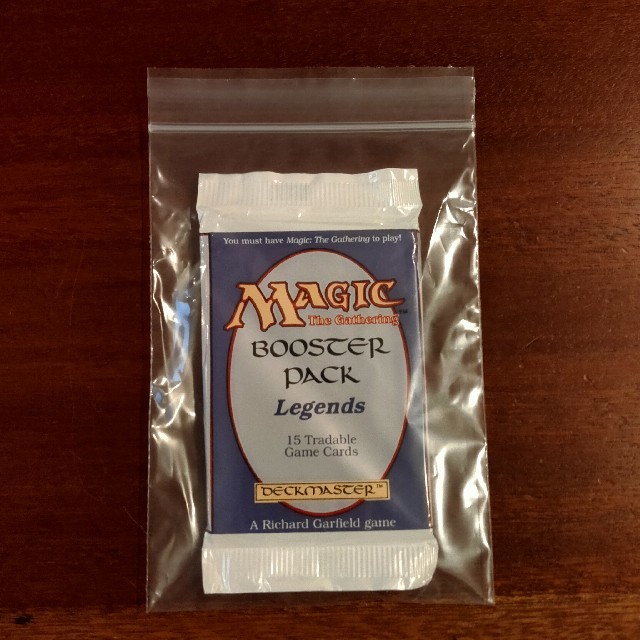 You must have Magic: The Gathering to play!
MAGIC™
The Gathering
BOOSTER
PACK
Legends
15 Tradable
Game Cards
DECKMASTER™
A Richard Garfield game